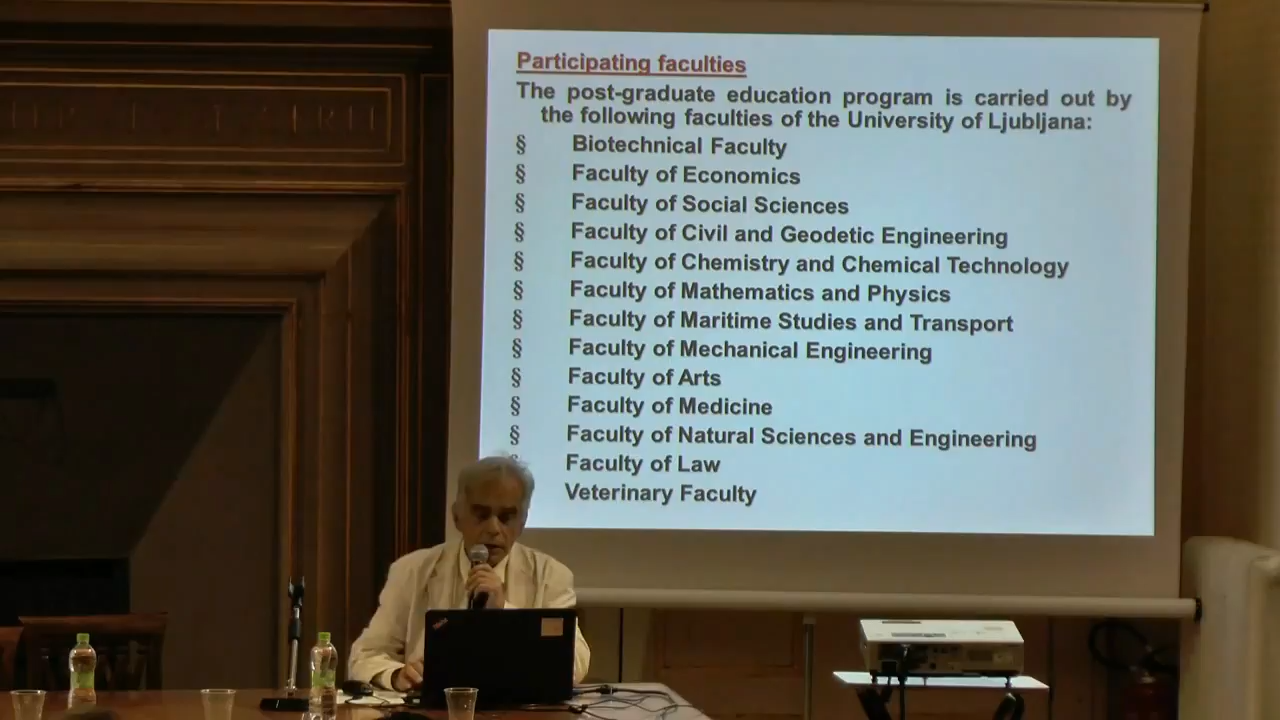 Participating faculties
The post-graduate education program is carried out by
the following faculties of the University of Ljubljana:
§ Biotechnical Faculty
§ Faculty of Economics
§ Faculty of Social Sciences
§ Faculty of Civil and Geodetic Engineering
§ Faculty of Chemistry and Chemical Technology
§ Faculty of Mathematics and Physics
§ Faculty of Maritime Studies and Transport
§ Faculty of Mechanical Engineering
§ Faculty of Arts
§ Faculty of Medicine
§ Faculty of Natural Sciences and Engineering
§ Faculty of Law
Veterinary Faculty